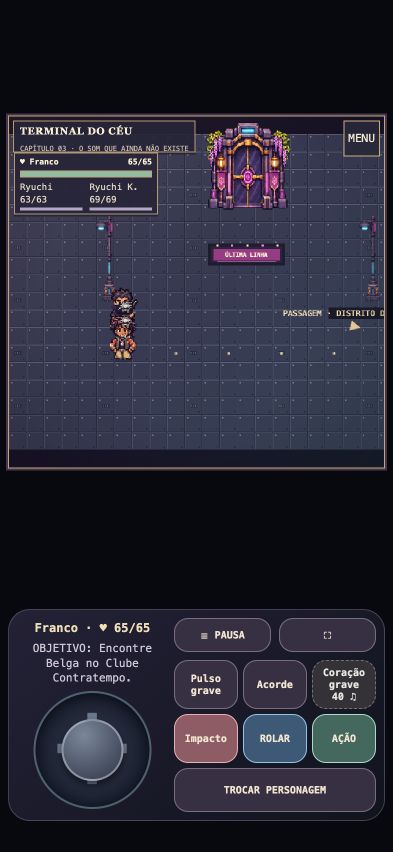 TERMINAL DO CÉU
CAPÍTULO 03 · O SOM QUE AINDA NÃO EXISTE
MENU
♥ Franco 65/65
Ryuchi Ryuchi K.
63/63 69/69
ÚLTIMA LINHA
PASSAGEM · DISTRITO D
Franco · ♥ 65/65
OBJETIVO: Encontre
Belga no Clube
Contratempo.
PAUSA
Pulso
grave
Acorde
Coração
grave
40 ♫
Impacto
ROLAR
AÇÃO
TROCAR PERSONAGEM